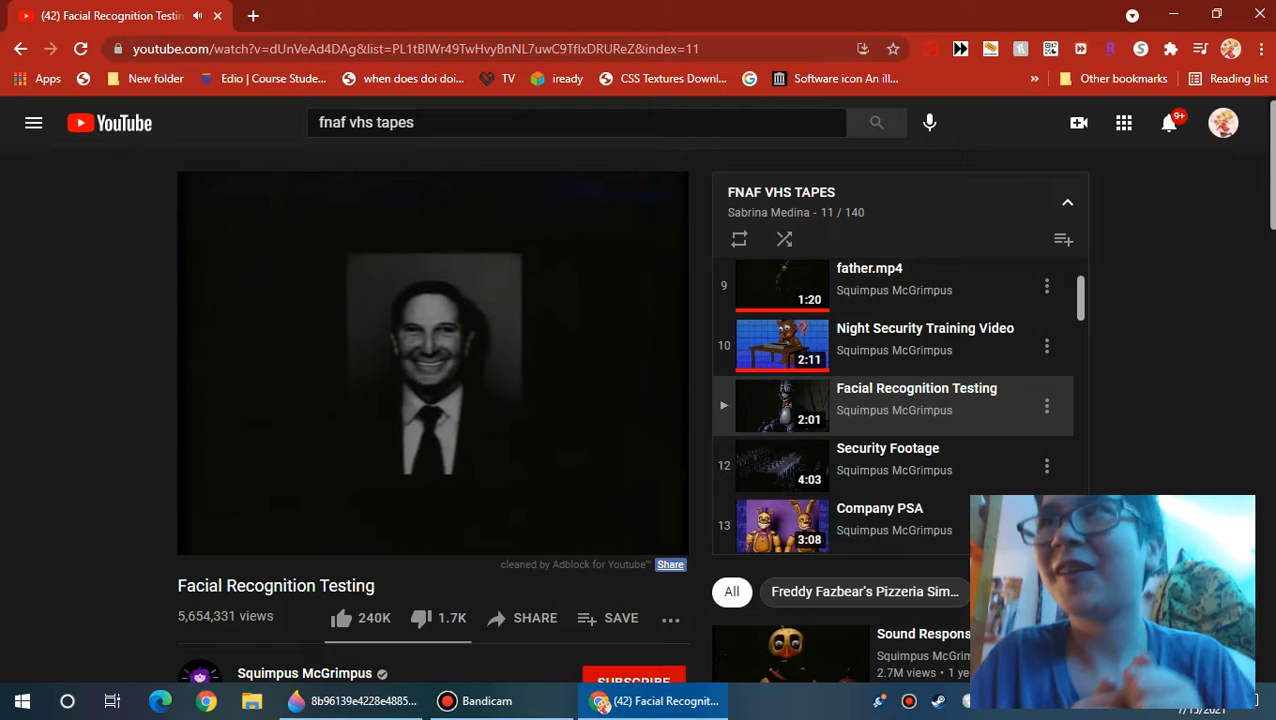 (42) Facial Recognition Testin
youtube.com/watch?v=dUnVeAd4DAg&list=PL1tBIWr49TwHvyBnNL7uwC9TfIxDRUReZ&index=11
Apps New folder Edio | Course Stude... when does doi doi... TV iready CSS Textures Downl... Software icon An ill... » Other bookmarks Reading list
YouTube
fnaf vhs tapes
9+
FNAF VHS TAPES
Sabrina Medina - 11 / 140
father.mp4
9
Squimpus McGrimpus
1:20
Night Security Training Video
10
Squimpus McGrimpus
2:11
Facial Recognition Testing
Squimpus McGrimpus
2:01
Security Footage
12
Squimpus McGrimpus
4:03
Company PSA
13
Squimpus McGrimpus
3:08
cleaned by Adblock for Youtube™ Share
Facial Recognition Testing
5,654,331 views
240K 1.7K SHARE SAVE
Squimpus McGrimpus
SUBSCRIBE
All Freddy Fazbear's Pizzeria Sim...
Sound Respons
Squimpus
2.7M views • 1 ye
8b96139e4228e4885... Bandicam (42) Facial Recognit...
7/15/2021